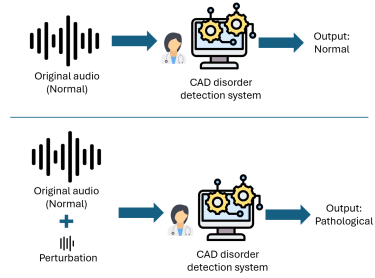 Original audio
(Normal)
CAD disorder
detection system
Output:
Normal
Original audio
(Normal)
+
Perturbation
CAD disorder
detection system
Output:
Pathological